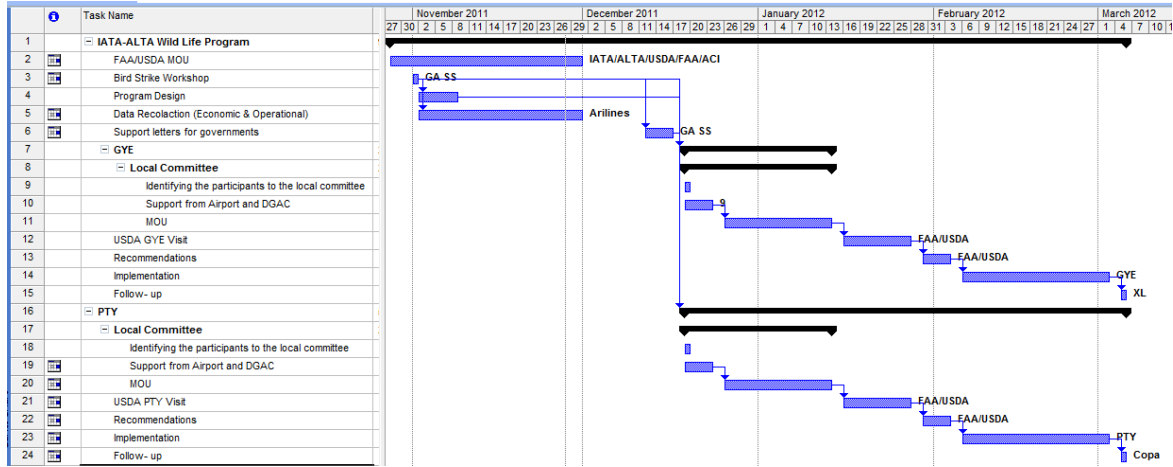 Task Name
November 2011 December 2011 January 2012 February 2012 March 2012
27 30 2 5 8 11 14 17 20 23 26 29 2 5 8 11 14 17 20 23 26 29 1 4 7 10 13 16 19 22 25 28 31 3 6 9 12 15 18 21 24 27 1 4 7 10 1
1 IATA-ALTA Wild Life Program
2 FAA/USDA MOU IATA/ALTA/USDA/FAA/ACI
3 Bird Strike Workshop GA SS
4 Program Design
5 Data Recolaction (Economic & Operational) Arilines
6 Support letters for governments GA SS
7 GYE
8 Local Committee
9 Identifying the participants to the local committee
10 Support from Airport and DGAC 9
11 MOU
12 USDA GYE Visit FAA/USDA
13 Recommendations FAA/USDA
14 Implementation GYE
15 Follow- up XL
16 PTY
17 Local Committee
18 Identifying the participants to the local committee
19 Support from Airport and DGAC
20 MOU
21 USDA PTY Visit FAA/USDA
22 Recommendations FAA/USDA
23 Implementation PTY
24 Follow- up Copa